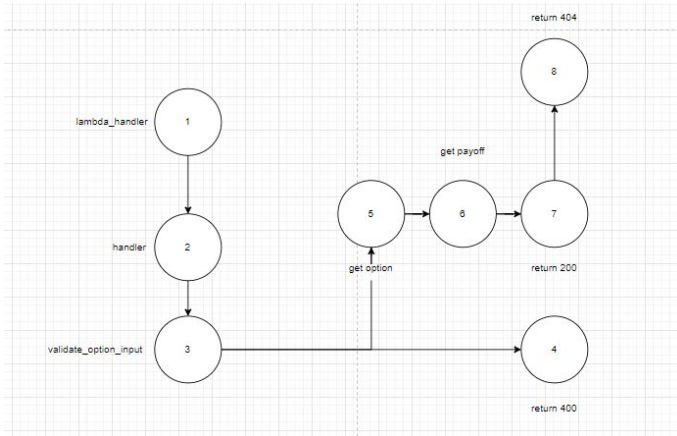 return 404
8
lambda_handler
1
get payoff
5
6
7
handler
2
get option
return 200
validate_option_input
3
4
return 400